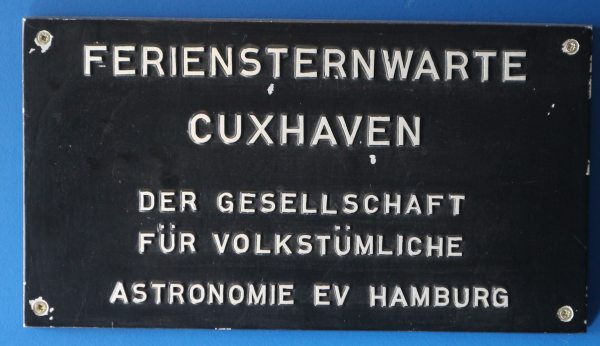 FERIENSTERNWARTE
CUXHAVEN
DER GESELLSCHAFT
FÜR VOLKSTÜMLICHE
ASTRONOMIE EV HAMBURG